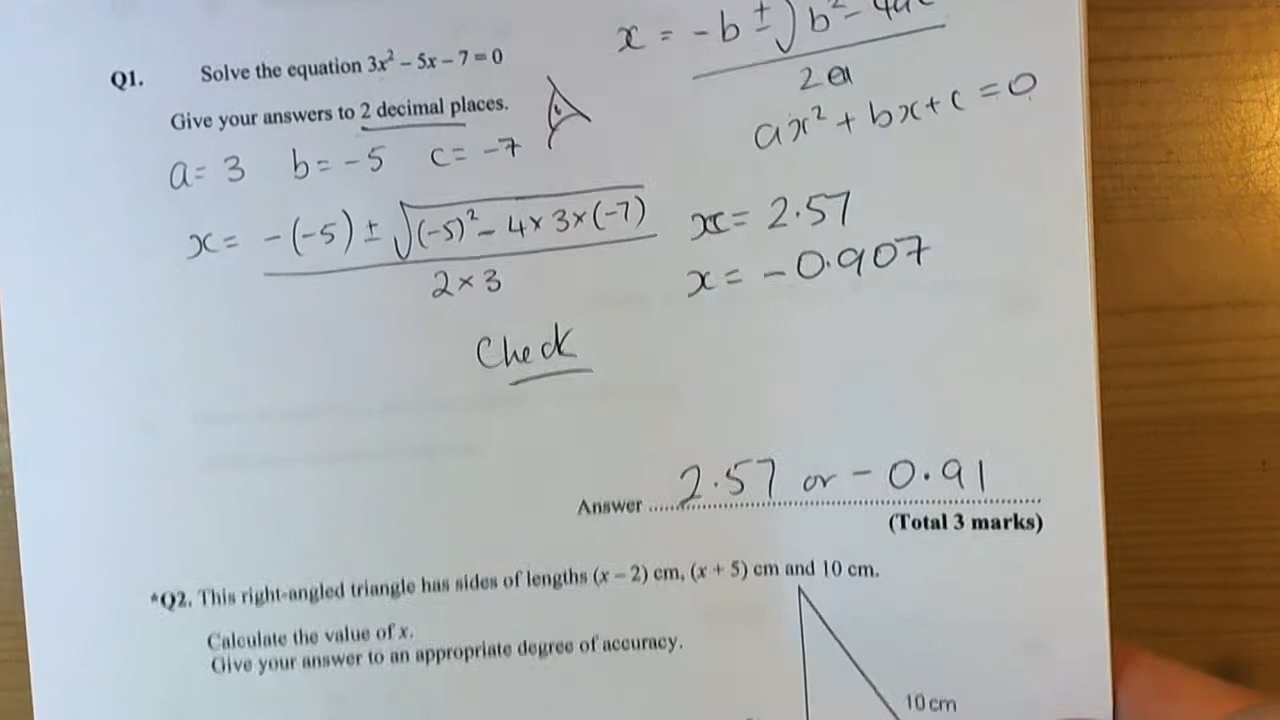 x = -b ± √b² - 4ac
2a
Q1. Solve the equation 3x² – 5x – 7 = 0
Give your answers to 2 decimal places.
ax² + bx + c = 0
a = 3 b = -5 c = -7
x = -(-5) ± √(-5)² - 4×3×(-7)
2×3
x = 2.57
x = -0.907
Check
Answer 2.57 or -0.91
(Total 3 marks)
*Q2. This right-angled triangle has sides of lengths (x – 2) cm, (x + 5) cm and 10 cm.
Calculate the value of x.
Give your answer to an appropriate degree of accuracy.
10 cm